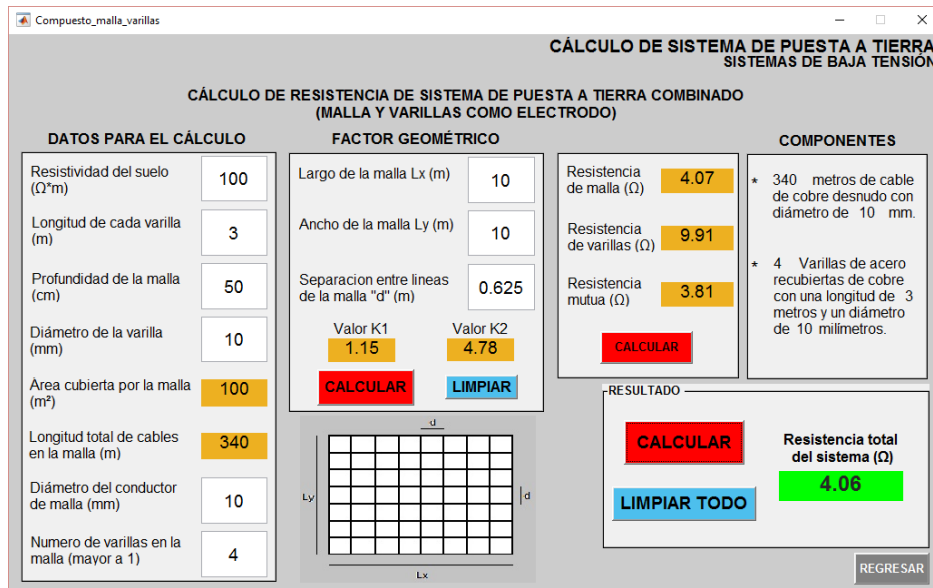 Compuesto_malla_varillas
CÁLCULO DE SISTEMA DE PUESTA A TIERRA
SISTEMAS DE BAJA TENSIÓN
CÁLCULO DE RESISTENCIA DE SISTEMA DE PUESTA A TIERRA COMBINADO
(MALLA Y VARILLAS COMO ELECTRODO)
DATOS PARA EL CÁLCULO
Resistividad del suelo
(Ω*m)
100
Longitud de cada varilla
(m)
3
Profundidad de la malla
(cm)
50
Diámetro de la varilla
(mm)
10
Àrea cubierta por la malla
(m²)
100
Longitud total de cables
en la malla (m)
340
Diámetro del conductor
de malla (mm)
10
Numero de varillas en la
malla (mayor a 1)
4
FACTOR GEOMÉTRICO
Largo de la malla Lx (m)
10
Ancho de la malla Ly (m)
10
Separacion entre lineas
de la malla "d" (m)
0.625
Valor K1
1.15
Valor K2
4.78
CALCULAR
LIMPIAR
d
Ly
d
Lx
Resistencia
de malla (Ω)
4.07
Resistencia
de varillas (Ω)
9.91
Resistencia
mutua (Ω)
3.81
CALCULAR
COMPONENTES
* 340 metros de cable
de cobre desnudo con
diámetro de 10 mm.
* 4 Varillas de acero
recubiertas de cobre
con una longitud de 3
metros y un diámetro
de 10 milímetros.
RESULTADO
CALCULAR
LIMPIAR TODO
Resistencia total
del sistema (Ω)
4.06
REGRESAR